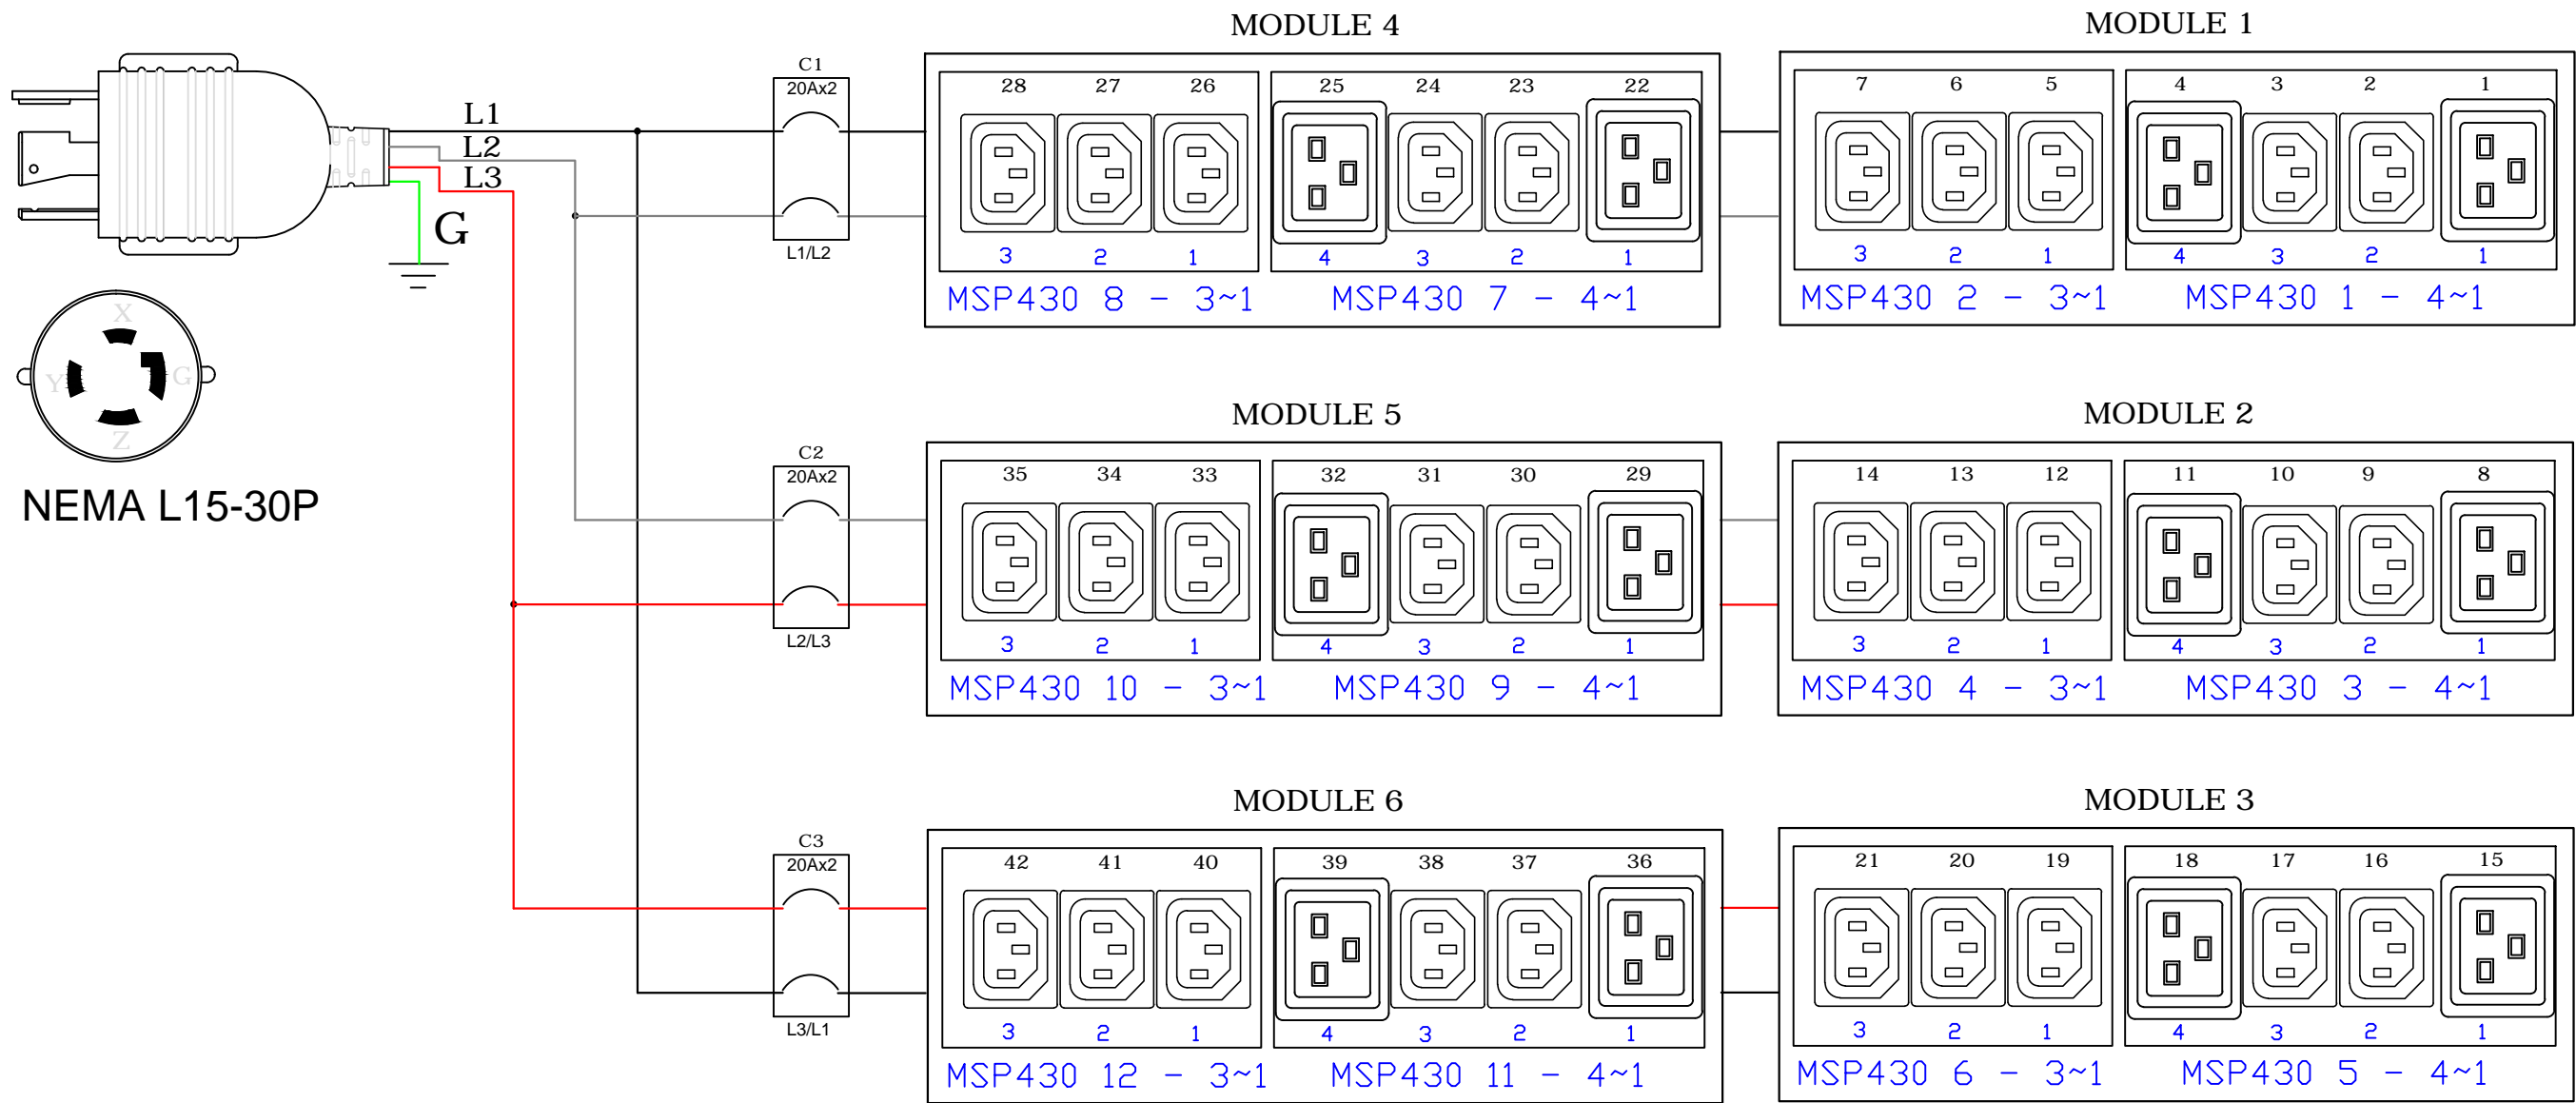 MODULE 4
MODULE 1
C1
20Ax2
L1/L2
L1
L2
L3
G
28 27 26 25 24 23 22
3 2 1 4 3 2 1
MSP430 8 - 3~1 MSP430 7 - 4~1
7 6 5 4 3 2 1
3 2 1 4 3 2 1
MSP430 2 - 3~1 MSP430 1 - 4~1
X
Y G
Z
NEMA L15-30P
MODULE 5
MODULE 2
C2
20Ax2
L2/L3
35 34 33 32 31 30 29
3 2 1 4 3 2 1
MSP430 10 - 3~1 MSP430 9 - 4~1
14 13 12 11 10 9 8
3 2 1 4 3 2 1
MSP430 4 - 3~1 MSP430 3 - 4~1
MODULE 6
MODULE 3
C3
20Ax2
L3/L1
42 41 40 39 38 37 36
3 2 1 4 3 2 1
MSP430 12 - 3~1 MSP430 11 - 4~1
21 20 19 18 17 16 15
3 2 1 4 3 2 1
MSP430 6 - 3~1 MSP430 5 - 4~1